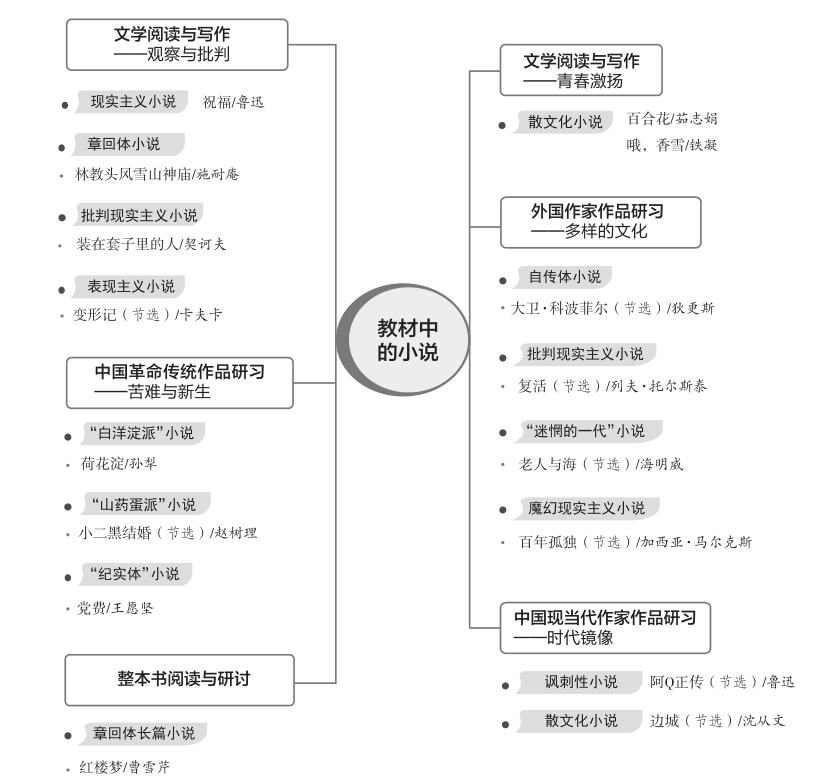 文学阅读与写作
——观察与批判
现实主义小说 祝福/鲁迅
章回体小说
林教头风雪山神庙/施耐庵
批判现实主义小说
装在套子里的人/契诃夫
表现主义小说
变形记（节选）/卡夫卡
中国革命传统作品研习
——苦难与新生
“白洋淀派”小说
荷花淀/孙犁
“山药蛋派”小说
小二黑结婚（节选）/赵树理
“纪实体”小说
党费/王愿坚
整本书阅读与研讨
章回体长篇小说
红楼梦/曹雪芹
教材中
的小说
文学阅读与写作
——青春激扬
散文化小说 百合花/茹志娟
哦，香雪/铁凝
外国作家作品研习
——多样的文化
自传体小说
大卫·科波菲尔（节选）/狄更斯
批判现实主义小说
复活（节选）/列夫·托尔斯泰
“迷惘的一代”小说
老人与海（节选）/海明威
魔幻现实主义小说
百年孤独（节选）/加西亚·马尔克斯
中国现当代作家作品研习
——时代镜像
讽刺性小说 阿Q正传（节选）/鲁迅
散文化小说 边城（节选）/沈从文